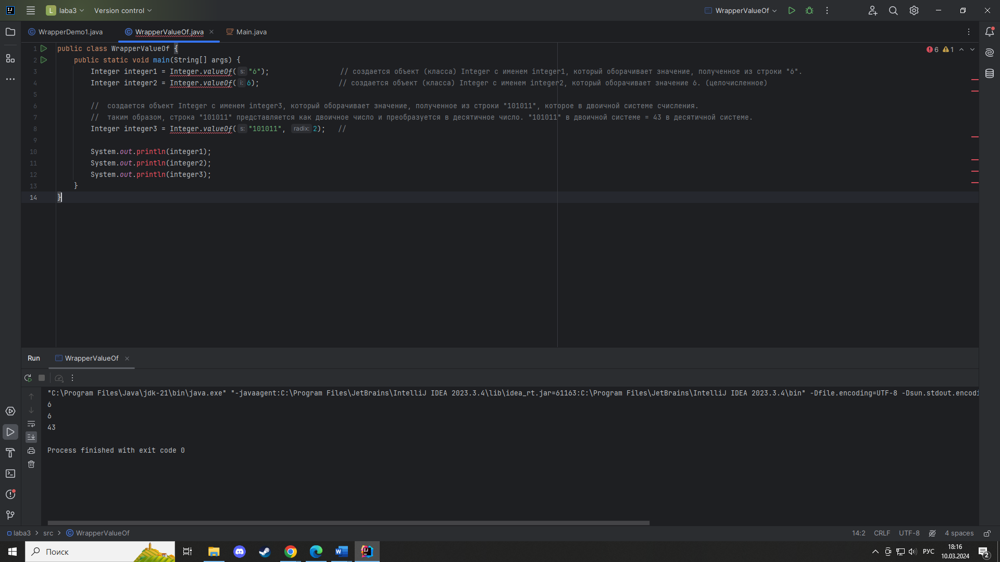 L laba3 Version control WrapperValueOf
WrapperDemo1.java WrapperValueOf.java Main.java
6 1
1 public class WrapperValueOf {
2 public static void main(String[] args) {
3 Integer integer1 = Integer.valueOf( s: "6"); // создается объект (класса) Integer с именем integer1, который оборачивает значение, полученное из строки "6".
4 Integer integer2 = Integer.valueOf( i: 6); // создается объект (класса) Integer с именем integer2, который оборачивает значение 6. (целочисленное)
5
6 // создается объект Integer с именем integer3, который оборачивает значение, полученное из строки "101011", которое в двоичной системе счисления.
7 // таким образом, строка "101011" представляется как двоичное число и преобразуется в десятичное число. "101011" в двоичной системе = 43 в десятичной системе.
8 Integer integer3 = Integer.valueOf( s: "101011", radix: 2); //
9
10 System.out.println(integer1);
11 System.out.println(integer2);
12 System.out.println(integer3);
13 }
14 }
Run WrapperValueOf
"C:\Program Files\Java\jdk-21\bin\java.exe" "-javaagent:C:\Program Files\JetBrains\IntelliJ IDEA 2023.3.4\lib\idea_rt.jar=61163:C:\Program Files\JetBrains\IntelliJ IDEA 2023.3.4\bin" -Dfile.encoding=UTF-8 -Dsun.stdout.encodi
6
6
43
Process finished with exit code 0
laba3 > src > WrapperValueOf 14:2 CRLF UTF-8 4 spaces
Поиск РУС 18:16
10.03.2024 2